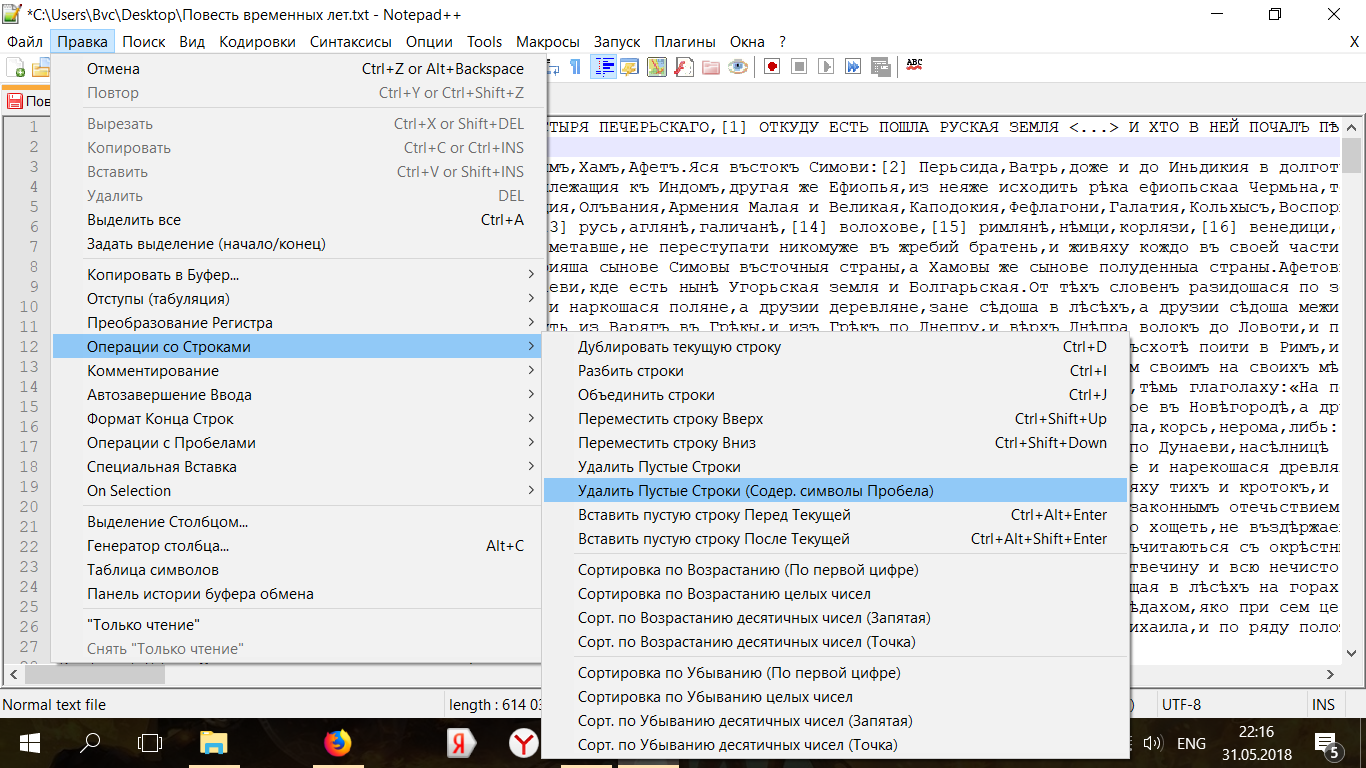 *C:\Users\Bvc\Desktop\Повесть временных лет.txt - Notepad++
Файл Правка Поиск Вид Кодировки Синтаксисы Опции Tools Макросы Запуск Плагины Окна ? X
ABC
Пов
Отмена Ctrl+Z or Alt+Backspace
Повтор Ctrl+Y or Ctrl+Shift+Z
Вырезать Ctrl+X or Shift+DEL
Копировать Ctrl+C or Ctrl+INS
Вставить Ctrl+V or Shift+INS
Удалить DEL
Выделить все Ctrl+A
Задать выделение (начало/конец)
Копировать в Буфер...
Отступы (табуляция)
Преобразование Регистра
Операции со Строками
Комментирование
Автозавершение Ввода
Формат Конца Строк
Операции с Пробелами
Специальная Вставка
On Selection
Выделение Столбцом...
Генератор столбца... Alt+C
Таблица символов
Панель истории буфера обмена
"Только чтение"
Снять "Только чтение"
Дублировать текущую строку Ctrl+D
Разбить строки Ctrl+I
Объединить строки Ctrl+J
Переместить строку Вверх Ctrl+Shift+Up
Переместить строку Вниз Ctrl+Shift+Down
Удалить Пустые Строки
Удалить Пустые Строки (Содер. символы Пробела)
Вставить пустую строку Перед Текущей Ctrl+Alt+Enter
Вставить пустую строку После Текущей Ctrl+Alt+Shift+Enter
Сортировка по Возрастанию (По первой цифре)
Сортировка по Возрастанию целых чисел
Сорт. по Возрастанию десятичных чисел (Запятая)
Сорт. по Возрастанию десятичных чисел (Точка)
Сортировка по Убыванию (По первой цифре)
Сортировка по Убыванию целых чисел
Сорт. по Убыванию десятичных чисел (Запятая)
Сорт. по Убыванию десятичных чисел (Точка)
1 ТЫРЯ ПЕЧЕРЬСКАГО,[1] ОТКУДУ ЕСТЬ ПОШЛА РУСКАЯ ЗЕМЛЯ <...> И ХТО В НЕЙ ПОЧАЛЪ ПѢ
2
3 мъ,Хамъ,Афетъ.Яся въстокъ Симови:[2] Перьсида,Ватрь,доже и до Иньдикия в долгот
4 лежащия къ Индомъ,другая же Ефиопья,из неяже исходить рѣка ефиопьскаа Чермьна,т
5 ия,Олъвания,Армения Малая и Великая,Каподокия,Фефлагони,Галатия,Кольхысъ,Воспор
6 3] русь,аглянѣ,галичанѣ,[14] волохове,[15] римлянѣ,нѣмци,корлязи,[16] венедици,
7 метавше,не переступати никомуже въ жребий братень,и живяху кождо въ своей части
8 ияша сынове Симовы въсточныя страны,а Хамовы же сынове полуденныа страны.Афетов
9 еви,кде есть нынѣ Угорьская земля и Болгарьская.От тѣхъ словенъ разидошася по з
10 и наркошася поляне,а друзии деревляне,зане сѣдоша в лѣсѣхъ,а друзии сѣдоша межи
11 ть из Варягъ въ Грѣкы,и изъ Грѣкъ по Днепру,и вѣрхъ Днѣпра волокъ до Ловоти,и п
12 ѣсхотѣ поити в Римъ,и
13 м своимъ на своихъ мѣ
14 ,тѣмь глаголаху:«На п
15 ое въ Новѣгородѣ,а др
16 ла,корсь,нерома,либь:
17 по Дунаеви,насѣлницѣ
18 е и нарекошася древля
19 яху тихъ и кротокъ,и
20 законнымъ отечьствием
21 о хощеть,не въздѣржае
22 ъчитаються съ окрѣстн
23 твечину и всю нечисто
24 щая в лѣсѣхъ на горах
25 ѣдахом,яко при сем це
26 ихаила,и по ряду поло
27
Normal text file length : 614 03 UTF-8 INS
Я Y ENG 22:16
31.05.2018 5